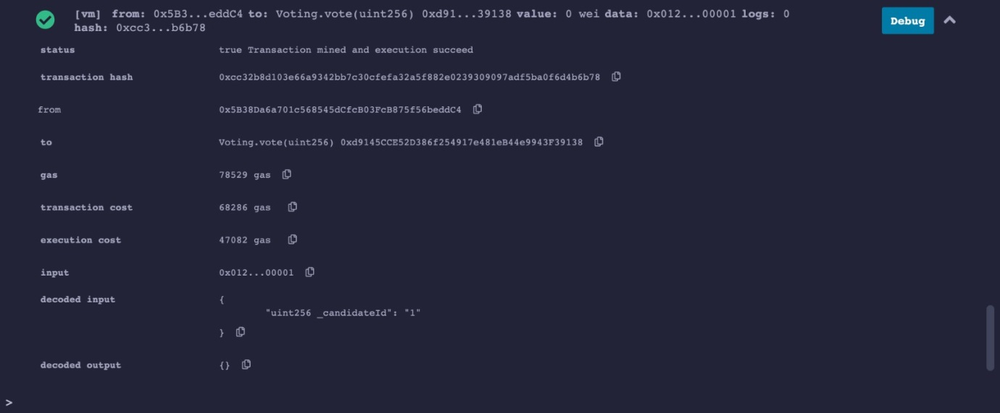 [vm] from: 0x5B3...eddC4 to: Voting.vote(uint256) 0xd91...39138 value: 0 wei data: 0x012...00001 logs: 0
hash: 0xcc3...b6b78
Debug
status true Transaction mined and execution succeed
transaction hash 0xcc32b8d103e66a9342bb7c30cfefa32a5f882e0239309097adf5ba0f6d4b6b78
from 0x5B38Da6a701c568545dCfcB03FcB875f56beddC4
to Voting.vote(uint256) 0xd9145CCE52D386f254917e481eB44e9943F39138
gas 78529 gas
transaction cost 68286 gas
execution cost 47082 gas
input 0x012...00001
decoded input {
"uint256 _candidateId": "1"
}
decoded output {}
>